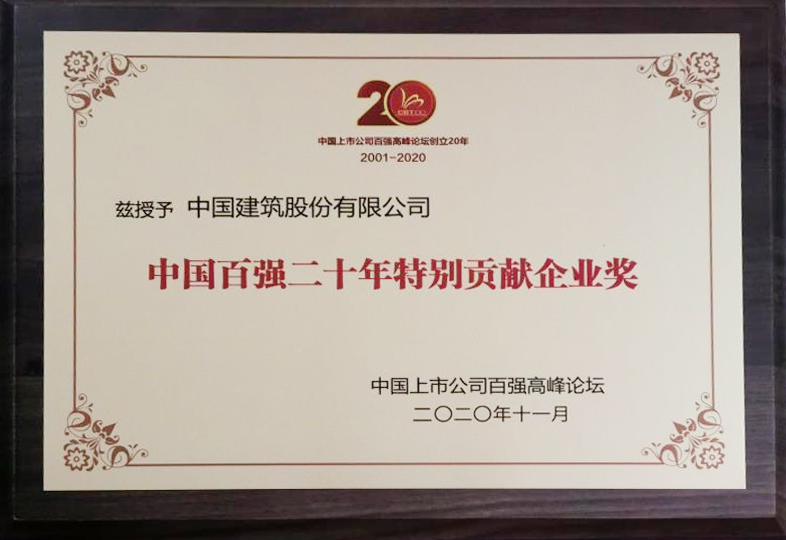 20
中国上市公司百强高峰论坛创立20年
2001-2020
兹授予 中国建筑股份有限公司
中国百强二十年特别贡献企业奖
中国上市公司百强高峰论坛
二〇二〇年十一月